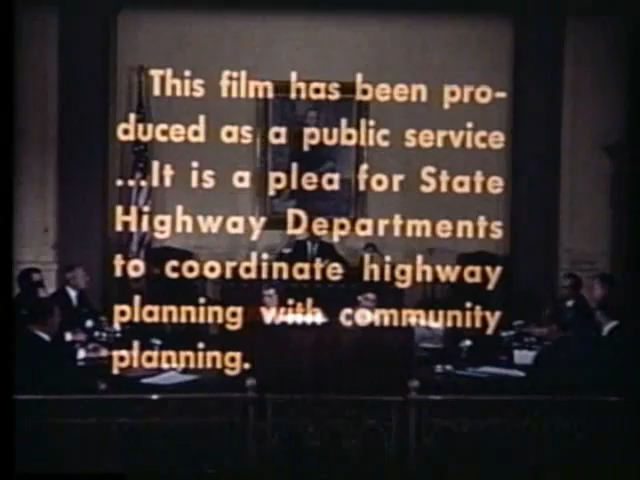 This film has been pro-
duced as a public service
...It is a plea for State
Highway Departments
to coordinate highway
planning with community
planning.